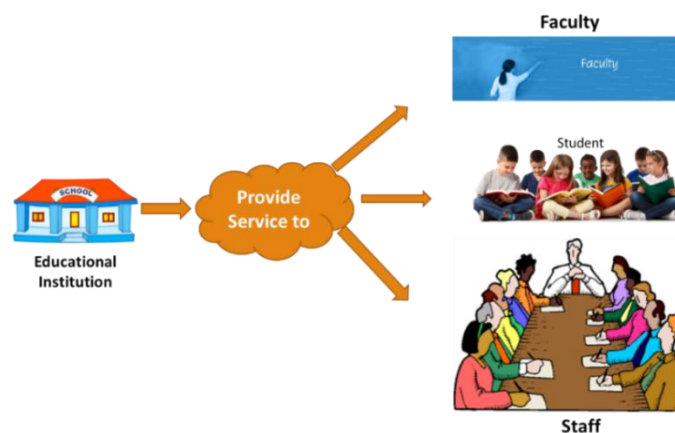 Faculty
Faculty
Student
SCHOOL
Provide
Service to
Educational
Institution
Staff